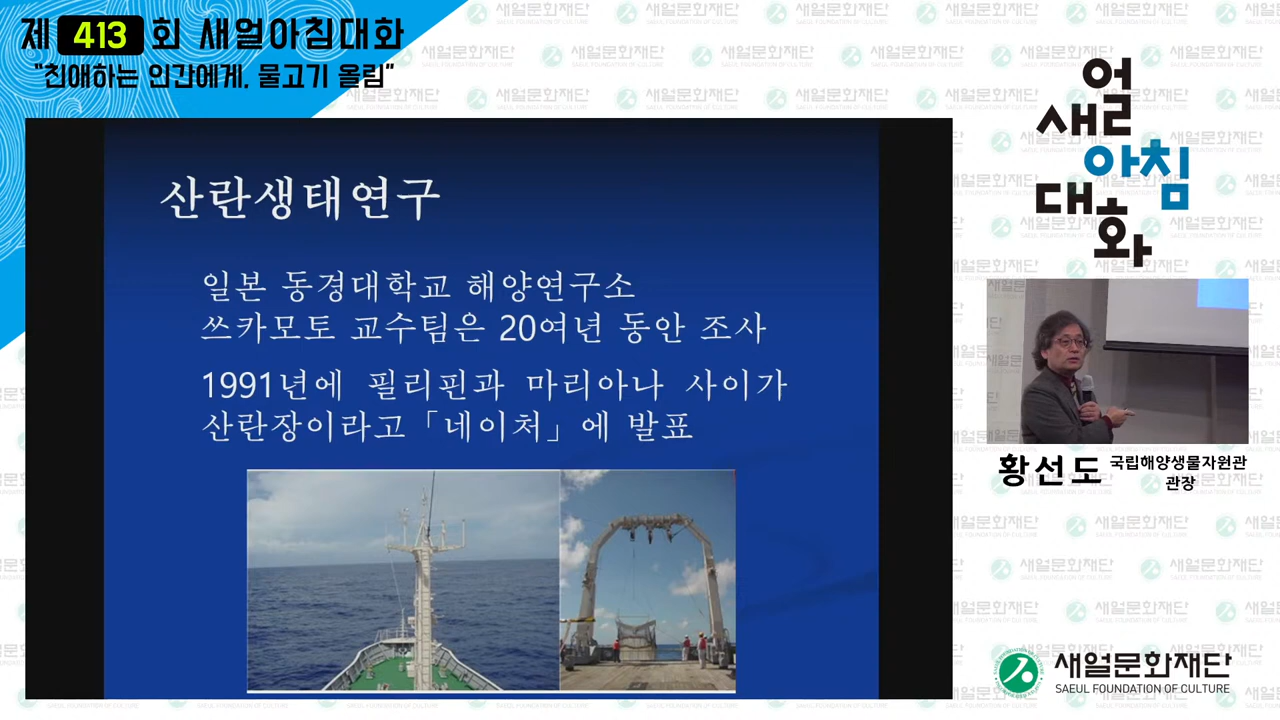 제 413 회 새얼아침대화
"친애하는 인간에게, 물고기 올림"
산란생태연구
일본 동경대학교 해양연구소
쓰카모토 교수팀은 20여년 동안 조사
1991년에 필리핀과 마리아나 사이가
산란장이라고 「네이처」에 발표
새얼
아침
대화
황선도 국립해양생물자원관
관장
새얼문화재단
SAEUL FOUNDATION OF CULTURE